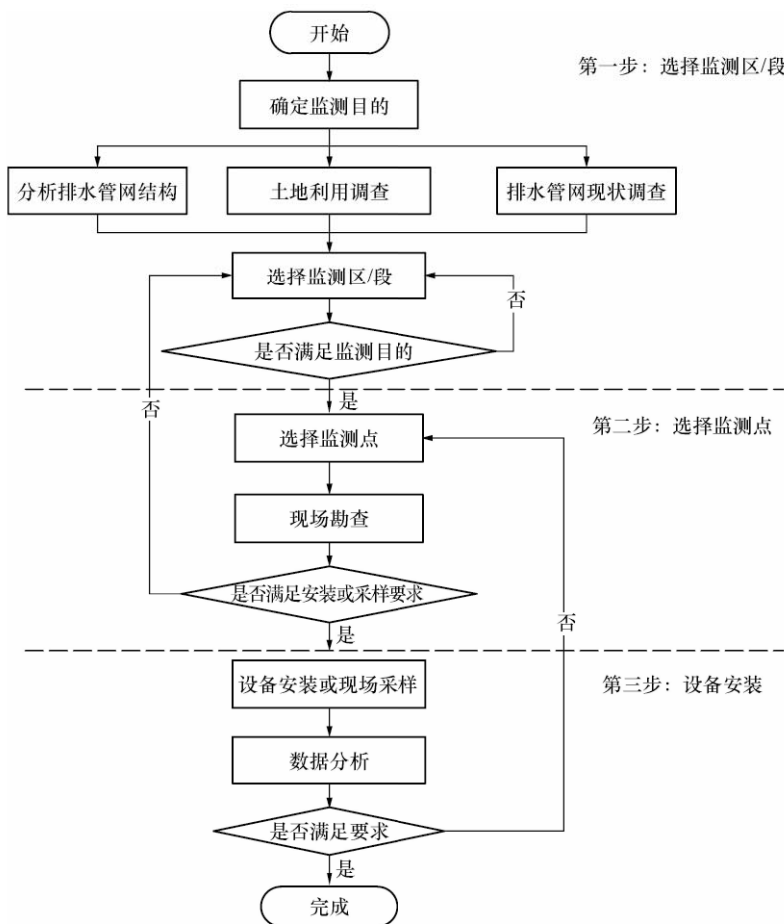 开始
第一步：选择监测区/段
确定监测目的
分析排水管网结构
土地利用调查
排水管网现状调查
选择监测区/段
否
是否满足监测目的
否
是
第二步：选择监测点
选择监测点
现场勘查
是否满足安装或采样要求
否
是
设备安装或现场采样
第三步：设备安装
数据分析
是否满足要求
是
完成